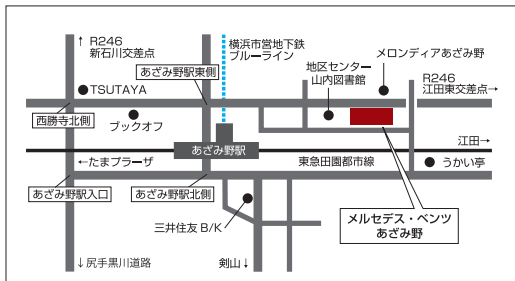 ↑ R246
新石川交差点
TSUTAYA
西勝寺北側
ブックオフ
あざみ野駅東側
横浜市営地下鉄
ブルーライン
地区センター
山内図書館
メロンディアあざみ野
R246
江田東交差点→
あざみ野駅
江田→
←たまプラーザ
東急田園都市線
うかい亭
あざみ野駅入口
あざみ野駅北側
三井住友 B/K
メルセデス・ベンツ
あざみ野
↓尻手黒川道路
剣山↓